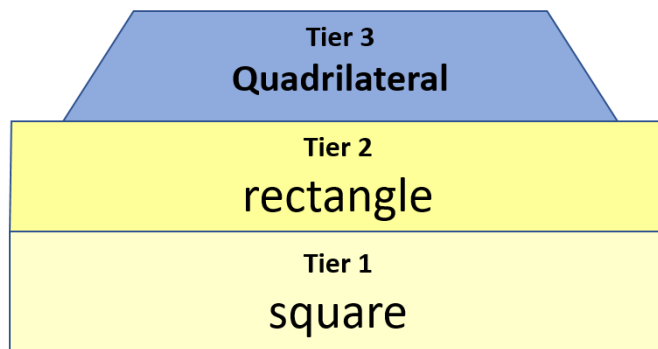 Tier 3
Quadrilateral
Tier 2
rectangle
Tier 1
square